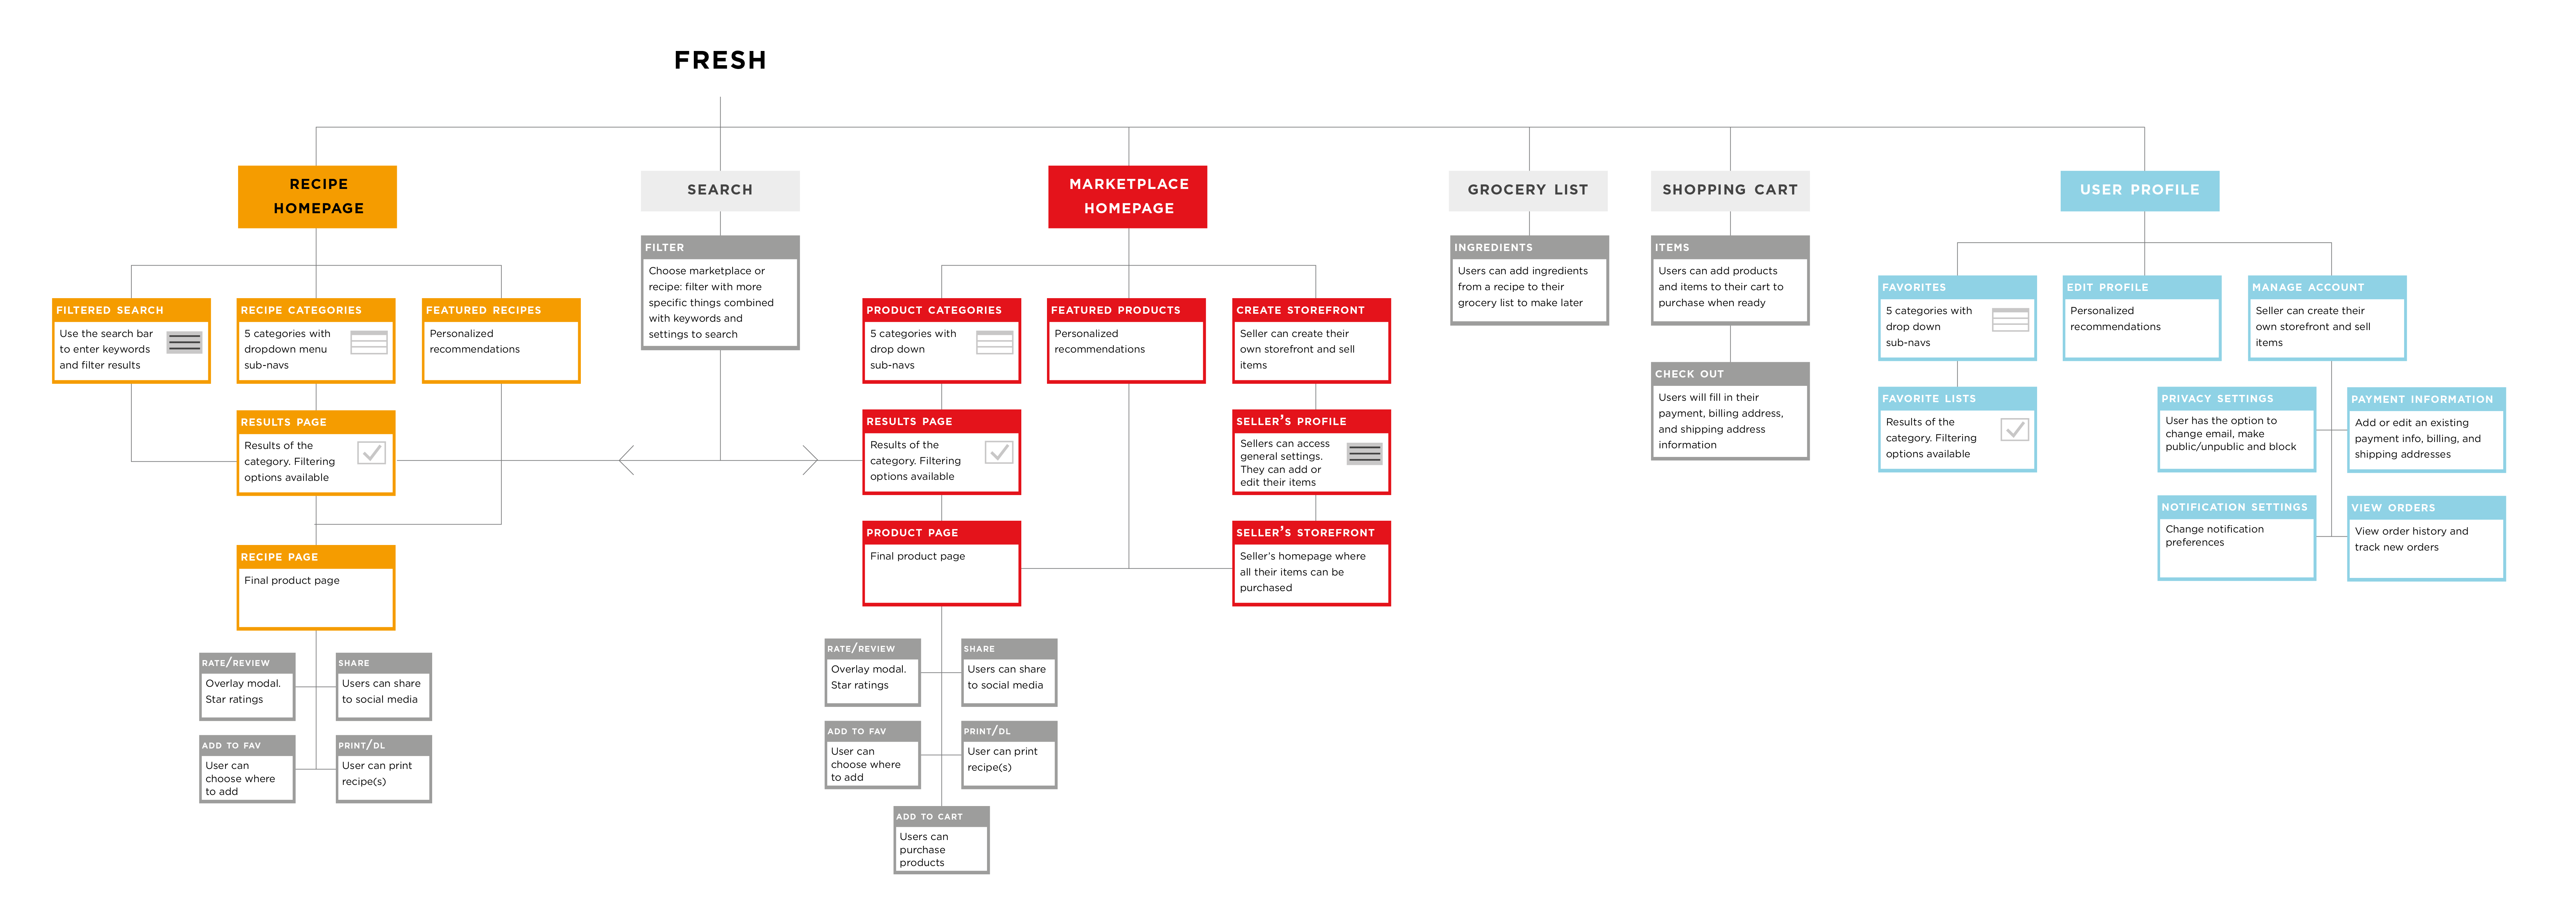 FRESH
RECIPE
HOMEPAGE
SEARCH
MARKETPLACE
HOMEPAGE
GROCERY LIST
SHOPPING CART
USER PROFILE
FILTERED SEARCH
Use the search bar
to enter keywords
and filter results
RECIPE CATEGORIES
5 categories with
dropdown menu
sub-navs
FEATURED RECIPES
Personalized
recommendations
RESULTS PAGE
Results of the
category. Filtering
options available
RECIPE PAGE
Final product page
RATE/REVIEW
Overlay modal.
Star ratings
SHARE
Users can share
to social media
ADD TO FAV
User can
choose where
to add
PRINT/DL
User can print
recipe(s)
FILTER
Choose marketplace or
recipe: filter with more
specific things combined
with keywords and
settings to search
PRODUCT CATEGORIES
5 categories with
drop down
sub-navs
FEATURED PRODUCTS
Personalized
recommendations
CREATE STOREFRONT
Seller can create their
own storefront and sell
items
RESULTS PAGE
Results of the
category. Filtering
options available
SELLER'S PROFILE
Sellers can access
general settings.
They can add or
edit their items
PRODUCT PAGE
Final product page
SELLER'S STOREFRONT
Seller's homepage where
all their items can be
purchased
RATE/REVIEW
Overlay modal.
Star ratings
SHARE
Users can share
to social media
ADD TO FAV
User can
choose where
to add
PRINT/DL
User can print
recipe(s)
ADD TO CART
Users can
purchase
products
INGREDIENTS
Users can add ingredients
from a recipe to their
grocery list to make later
ITEMS
Users can add products
and items to their cart to
purchase when ready
CHECK OUT
Users will fill in their
payment, billing address,
and shipping address
information
FAVORITES
5 categories with
drop down
sub-navs
EDIT PROFILE
Personalized
recommendations
MANAGE ACCOUNT
Seller can create their
own storefront and sell
items
FAVORITE LISTS
Results of the
category. Filtering
options available
PRIVACY SETTINGS
User has the option to
change email, make
public/unpublic and block
PAYMENT INFORMATION
Add or edit an existing
payment info, billing, and
shipping addresses
NOTIFICATION SETTINGS
Change notification
preferences
VIEW ORDERS
View order history and
track new orders